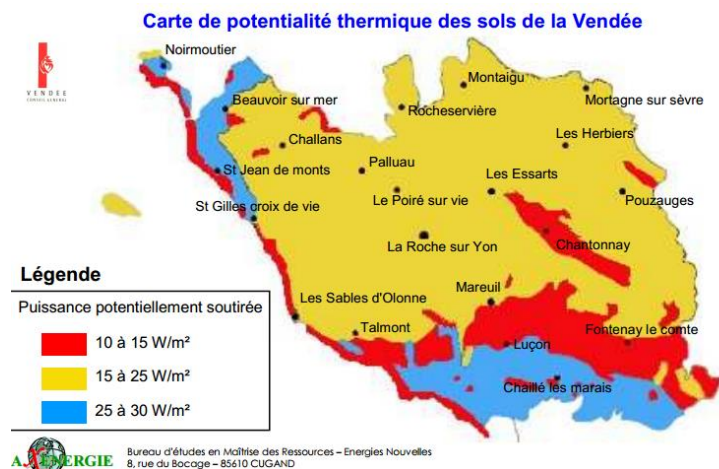 Carte de potentialité thermique des sols de la Vendée
Noirmoutier
VENDÉE
CONSEIL GENERAL
Montaigu
Beauvoir sur mer
Rocheservière
Mortagne sur sèvre
Challans
Les Herbiers
St Jean de monts
Palluau
Les Essarts
Le Poiré sur vie
Pouzauges
St Gilles croix de vie
La Roche sur Yon
Chantonnay
Légende
Mareuil
Puissance potentiellement soutirée
Les Sables d'Olonne
10 à 15 W/m²
Talmont
Luçon
Fontenay le comte
15 à 25 W/m²
Chaillé les marais
25 à 30 W/m²
AXENERGIE
Bureau d'études en Maîtrise des Ressources – Energies Nouvelles
8, rue du Bocage – 85610 CUGAND